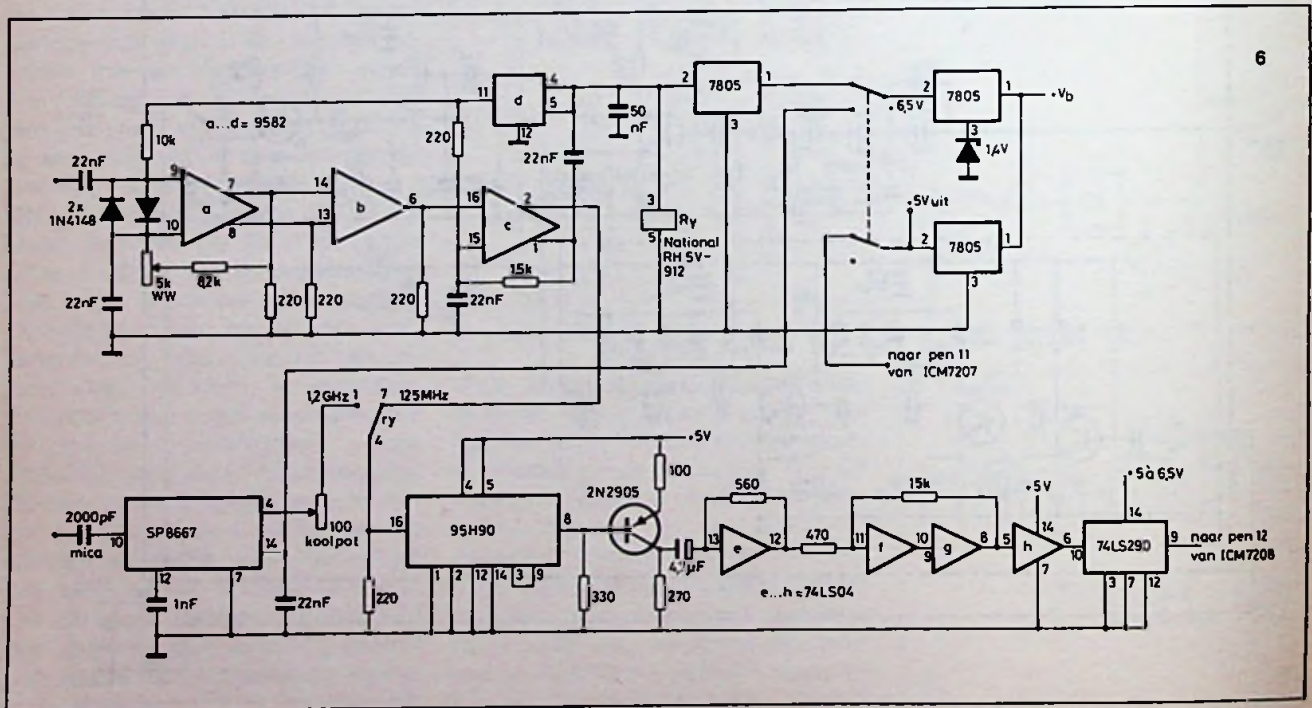 6
11
d
4
5
12
2
7805
1
6,5V
2
7805
1
+Vb
3
1,4V
3
50
nF
a...d= 9582
10k
220
22nF
22nF
2x
1N4148
9
10
a
7
8
14
13
b
6
16
15
c
2
1
3
Ry
5
National
RH 5V-
912
5V uit
2
7805
1
3
5k
WW
8,2k
22nF
220
220
220
22nF
1,5k
naar pen 11
van ICM7207
1,2GHz 1
7 125MHz
ry
4
+5V
+5V
+5 à 6,5V
2000pF
mica
10
SP8667
4
14
12
7
1nF
100
koolpot
22nF
16
220
4
5
95H90
8
1
2
12
14
3
9
2N2905
100
330
270
560
13
e
12
470
15k
11
f
10
9
g
8
5
h
14
7
6
10
14
74LS290
9
3
7
12
naar pen 12
van ICM7208
e...h=74LS04